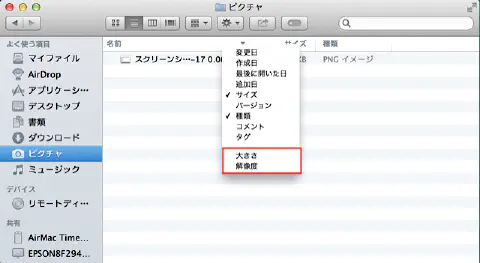 ピクチャ
よく使う項目
マイファイル
AirDrop
アプリケーシ…
デスクトップ
書類
ダウンロード
ピクチャ
ミュージック
デバイス
リモートディ…
共有
AirMac Time…
EPSON8F294…
名前
サイズ
種類
スクリーンシ…-17 0.0
KB
PNG イメージ
変更日
作成日
最後に開いた日
追加日
✓ サイズ
バージョン
✓ 種類
コメント
タグ
大きさ
解像度